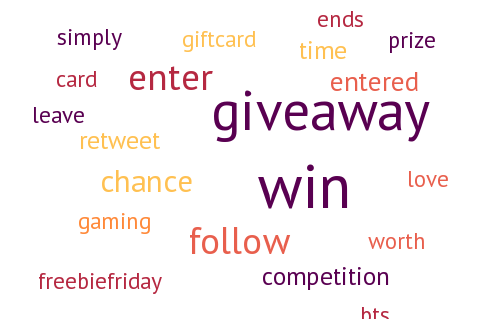 ends
simply
giftcard
prize
time
card
enter
entered
leave
giveaway
retweet
chance
win
love
gaming
follow
worth
freebiefriday
competition
bts